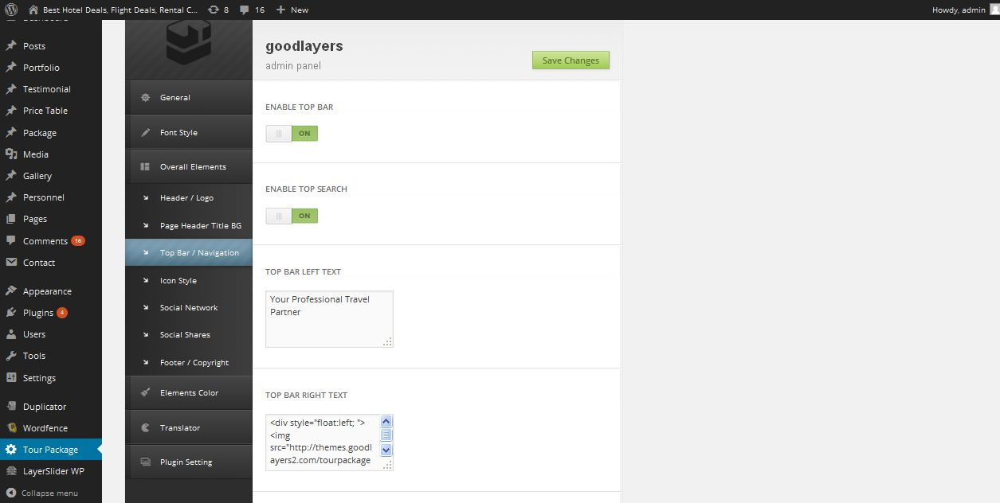 Best Hotel Deals, Flight Deals, Rental C...
8
16
New
Howdy, admin
Dashboard
Posts
Portfolio
Testimonial
Price Table
Package
Media
Gallery
Personnel
Pages
Comments 16
Contact
Appearance
Plugins 4
Users
Tools
Settings
Duplicator
Wordfence
Tour Package
LayerSlider WP
Collapse menu
General
Font Style
Overall Elements
Header / Logo
Page Header Title BG
Top Bar / Navigation
Icon Style
Social Network
Social Shares
Footer / Copyright
Elements Color
Translator
Plugin Setting
goodlayers
admin panel
Save Changes
ENABLE TOP BAR
ON
ENABLE TOP SEARCH
ON
TOP BAR LEFT TEXT
Your Professional Travel
Partner
TOP BAR RIGHT TEXT
<div style="float:left; ">
<img
src="http://themes.goodl
ayers2.com/tourpackage